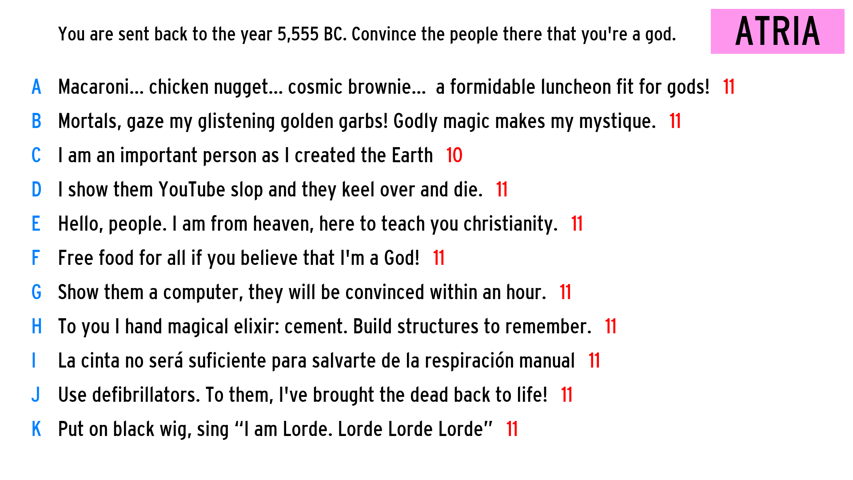 You are sent back to the year 5,555 BC. Convince the people there that you're a god.
ATRIA
A Macaroni... chicken nugget... cosmic brownie... a formidable luncheon fit for gods! 11
B Mortals, gaze my glistening golden garbs! Godly magic makes my mystique. 11
C I am an important person as I created the Earth 10
D I show them YouTube slop and they keel over and die. 11
E Hello, people. I am from heaven, here to teach you christianity. 11
F Free food for all if you believe that I'm a God! 11
G Show them a computer, they will be convinced within an hour. 11
H To you I hand magical elixir: cement. Build structures to remember. 11
I La cinta no será suficiente para salvarte de la respiración manual 11
J Use defibrillators. To them, I've brought the dead back to life! 11
K Put on black wig, sing “I am Lorde. Lorde Lorde Lorde” 11